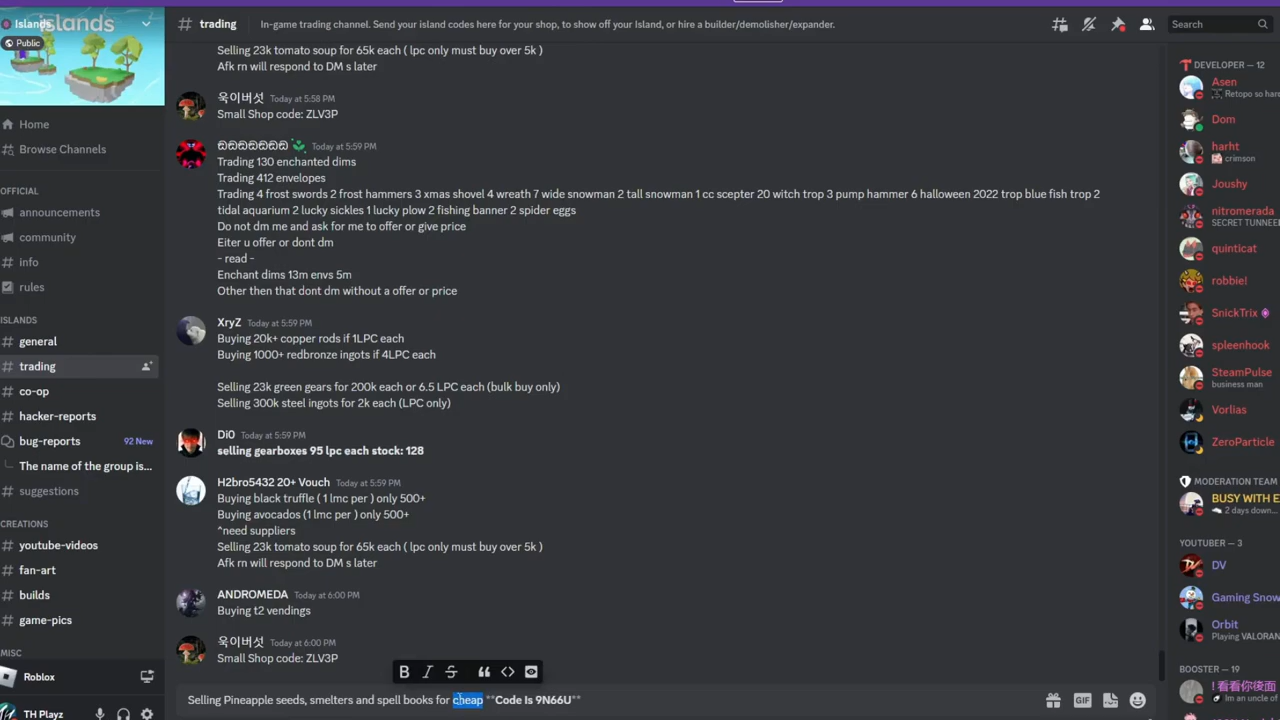 Islands
islands
Public
Home
Browse Channels
OFFICIAL
announcements
community
info
rules
ISLANDS
general
trading
co-op
hacker-reports
bug-reports 92 New
The name of the group is...
suggestions
CREATIONS
youtube-videos
fan-art
builds
game-pics
MISC
Roblox
TH Playz
# trading In-game trading channel. Send your island codes here for your shop, to show off your Island, or hire a builder/demolisher/expander.
Search
Selling 23k tomato soup for 65k each ( lpc only must buy over 5k )
Afk rn will respond to DM s later
욱이버섯 Today at 5:58 PM
Small Shop code: ZLV3P
Today at 5:59 PM
Trading 130 enchanted dims
Trading 412 envelopes
Trading 4 frost swords 2 frost hammers 3 xmas shovel 4 wreath 7 wide snowman 2 tall snowman 1 cc scepter 20 witch trop 3 pump hammer 6 halloween 2022 trop blue fish trop 2
tidal aquarium 2 lucky sickles 1 lucky plow 2 fishing banner 2 spider eggs
Do not dm me and ask for me to offer or give price
Eiter u offer or dont dm
- read -
Enchant dims 13m envs 5m
Other then that dont dm without a offer or price
XryZ Today at 5:59 PM
Buying 20k+ copper rods if 1LPC each
Buying 1000+ redbronze ingots if 4LPC each
Selling 23k green gears for 200k each or 6.5 LPC each (bulk buy only)
Selling 300k steel ingots for 2k each (LPC only)
Di0 Today at 5:59 PM
selling gearboxes 95 lpc each stock: 128
H2bro5432 20+ Vouch Today at 5:59 PM
Buying black truffle ( 1 lmc per ) only 500+
Buying avocados (1 lmc per ) only 500+
^need suppliers
Selling 23k tomato soup for 65k each ( lpc only must buy over 5k )
Afk rn will respond to DM s later
ANDROMEDA Today at 6:00 PM
Buying t2 vendings
욱이버섯 Today at 6:00 PM
Small Shop code: ZLV3P
B I S
Selling Pineapple seeds, smelters and spell books for cheap **Code Is 9N66U**
GIF
DEVELOPER — 12
Asen
Retopo so har
Dom
harht
crimson
Joushy
nitromerada
SECRET TUNNEE
quinticat
robbie!
SnickTrix
spleenhook
SteamPulse
business man
Vorlias
ZeroParticle
MODERATION TEAM
BUSY WITH E
2 days down...
YOUTUBER — 3
DV
Gaming Snow
Orbit
Playing VALORAN
BOOSTER — 19
! 看看你後面
Im an uncle of